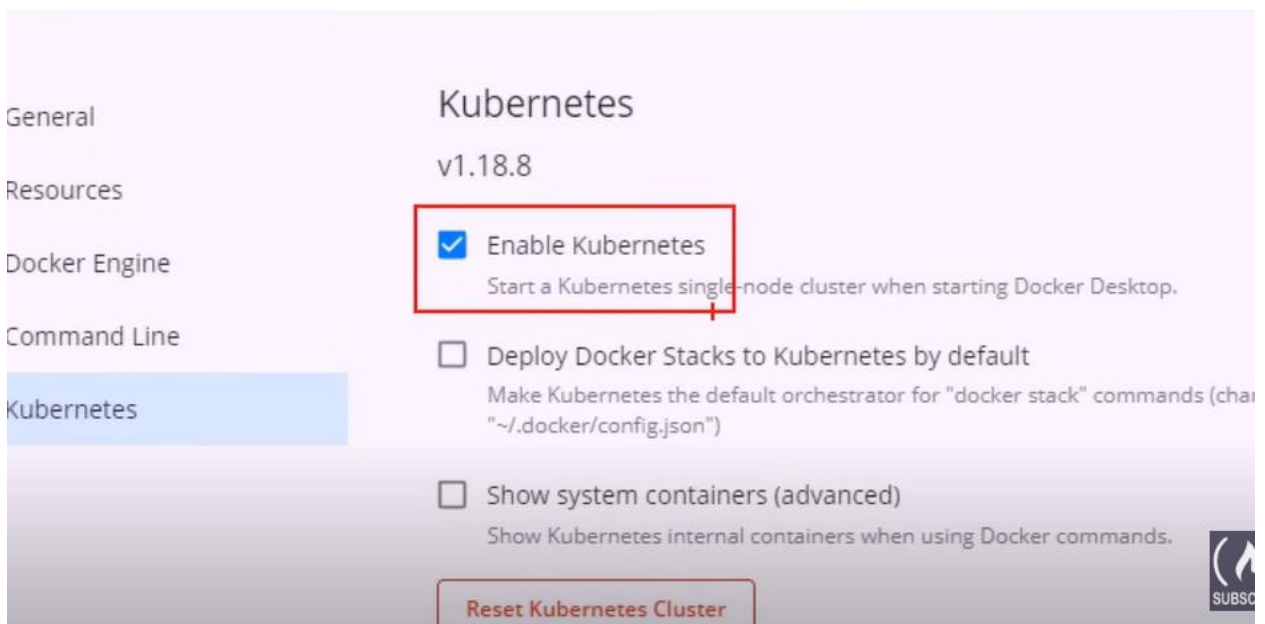 General
Resources
Docker Engine
Command Line
Kubernetes
Kubernetes
v1.18.8
Enable Kubernetes
Start a Kubernetes single-node cluster when starting Docker Desktop.
Deploy Docker Stacks to Kubernetes by default
Make Kubernetes the default orchestrator for "docker stack" commands
"~/.docker/config.json")
Show system containers (advanced)
Show Kubernetes internal containers when using Docker commands.
Reset Kubernetes Cluster